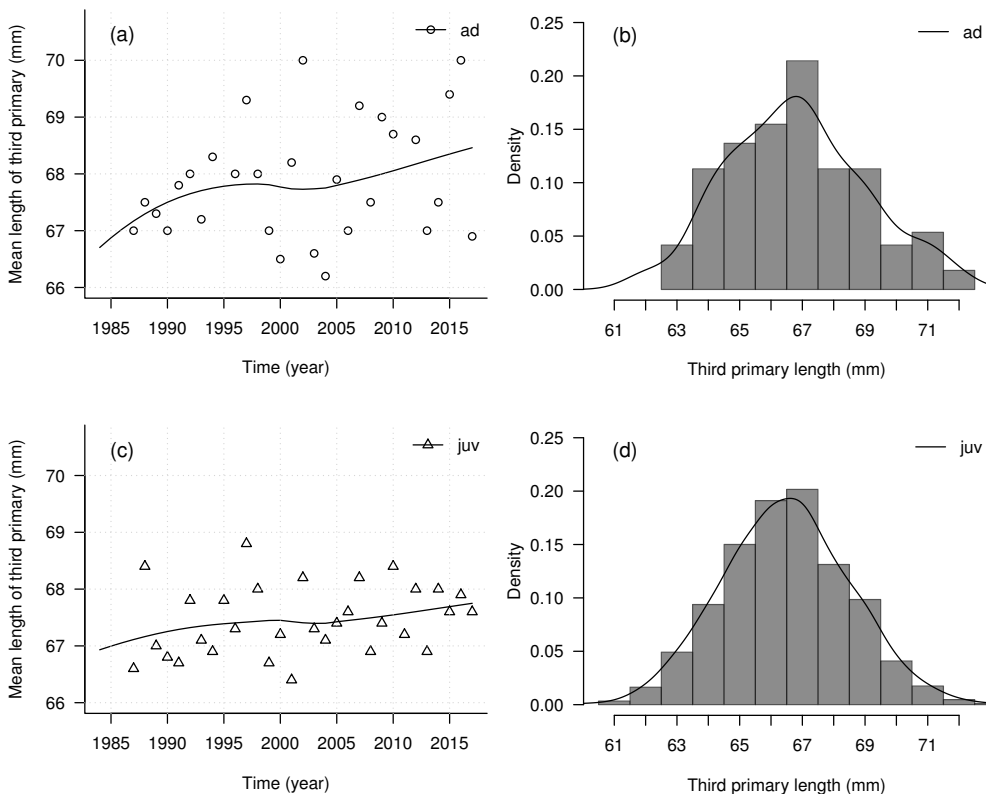 (a)
ad
Mean length of third primary (mm)
70
69
68
67
66
1985 1990 1995 2000 2005 2010 2015
Time (year)
(b)
ad
Density
0.25
0.20
0.15
0.10
0.05
0.00
61 63 65 67 69 71
Third primary length (mm)
(c)
juv
Mean length of third primary (mm)
70
69
68
67
66
1985 1990 1995 2000 2005 2010 2015
Time (year)
(d)
juv
Density
0.25
0.20
0.15
0.10
0.05
0.00
61 63 65 67 69 71
Third primary length (mm)